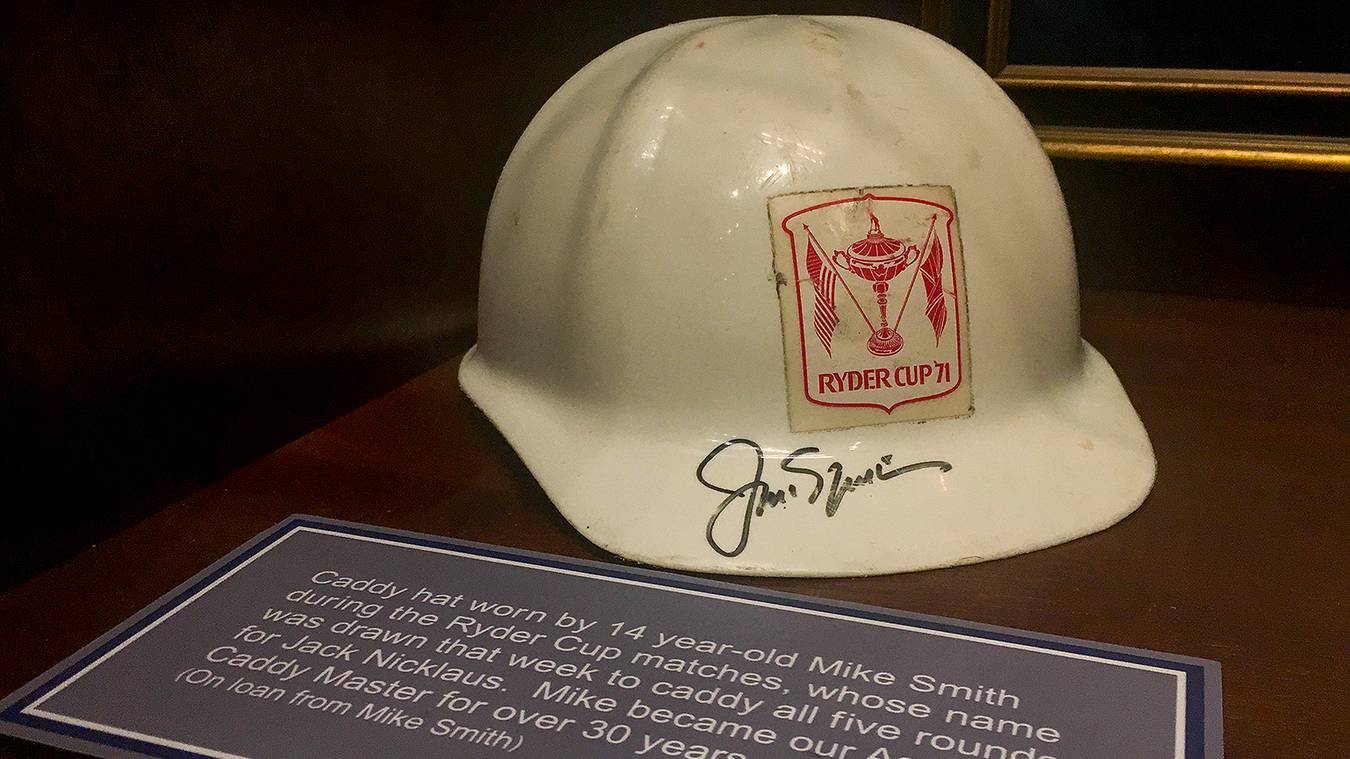 RYDER CUP '71
Caddy hat worn by 14 year-old Mike Smith
during the Ryder Cup matches, whose name
was drawn that week to caddy all five rounds
for Jack Nicklaus. Mike became our
Caddy Master for over 30 years
(On loan from Mike Smith)